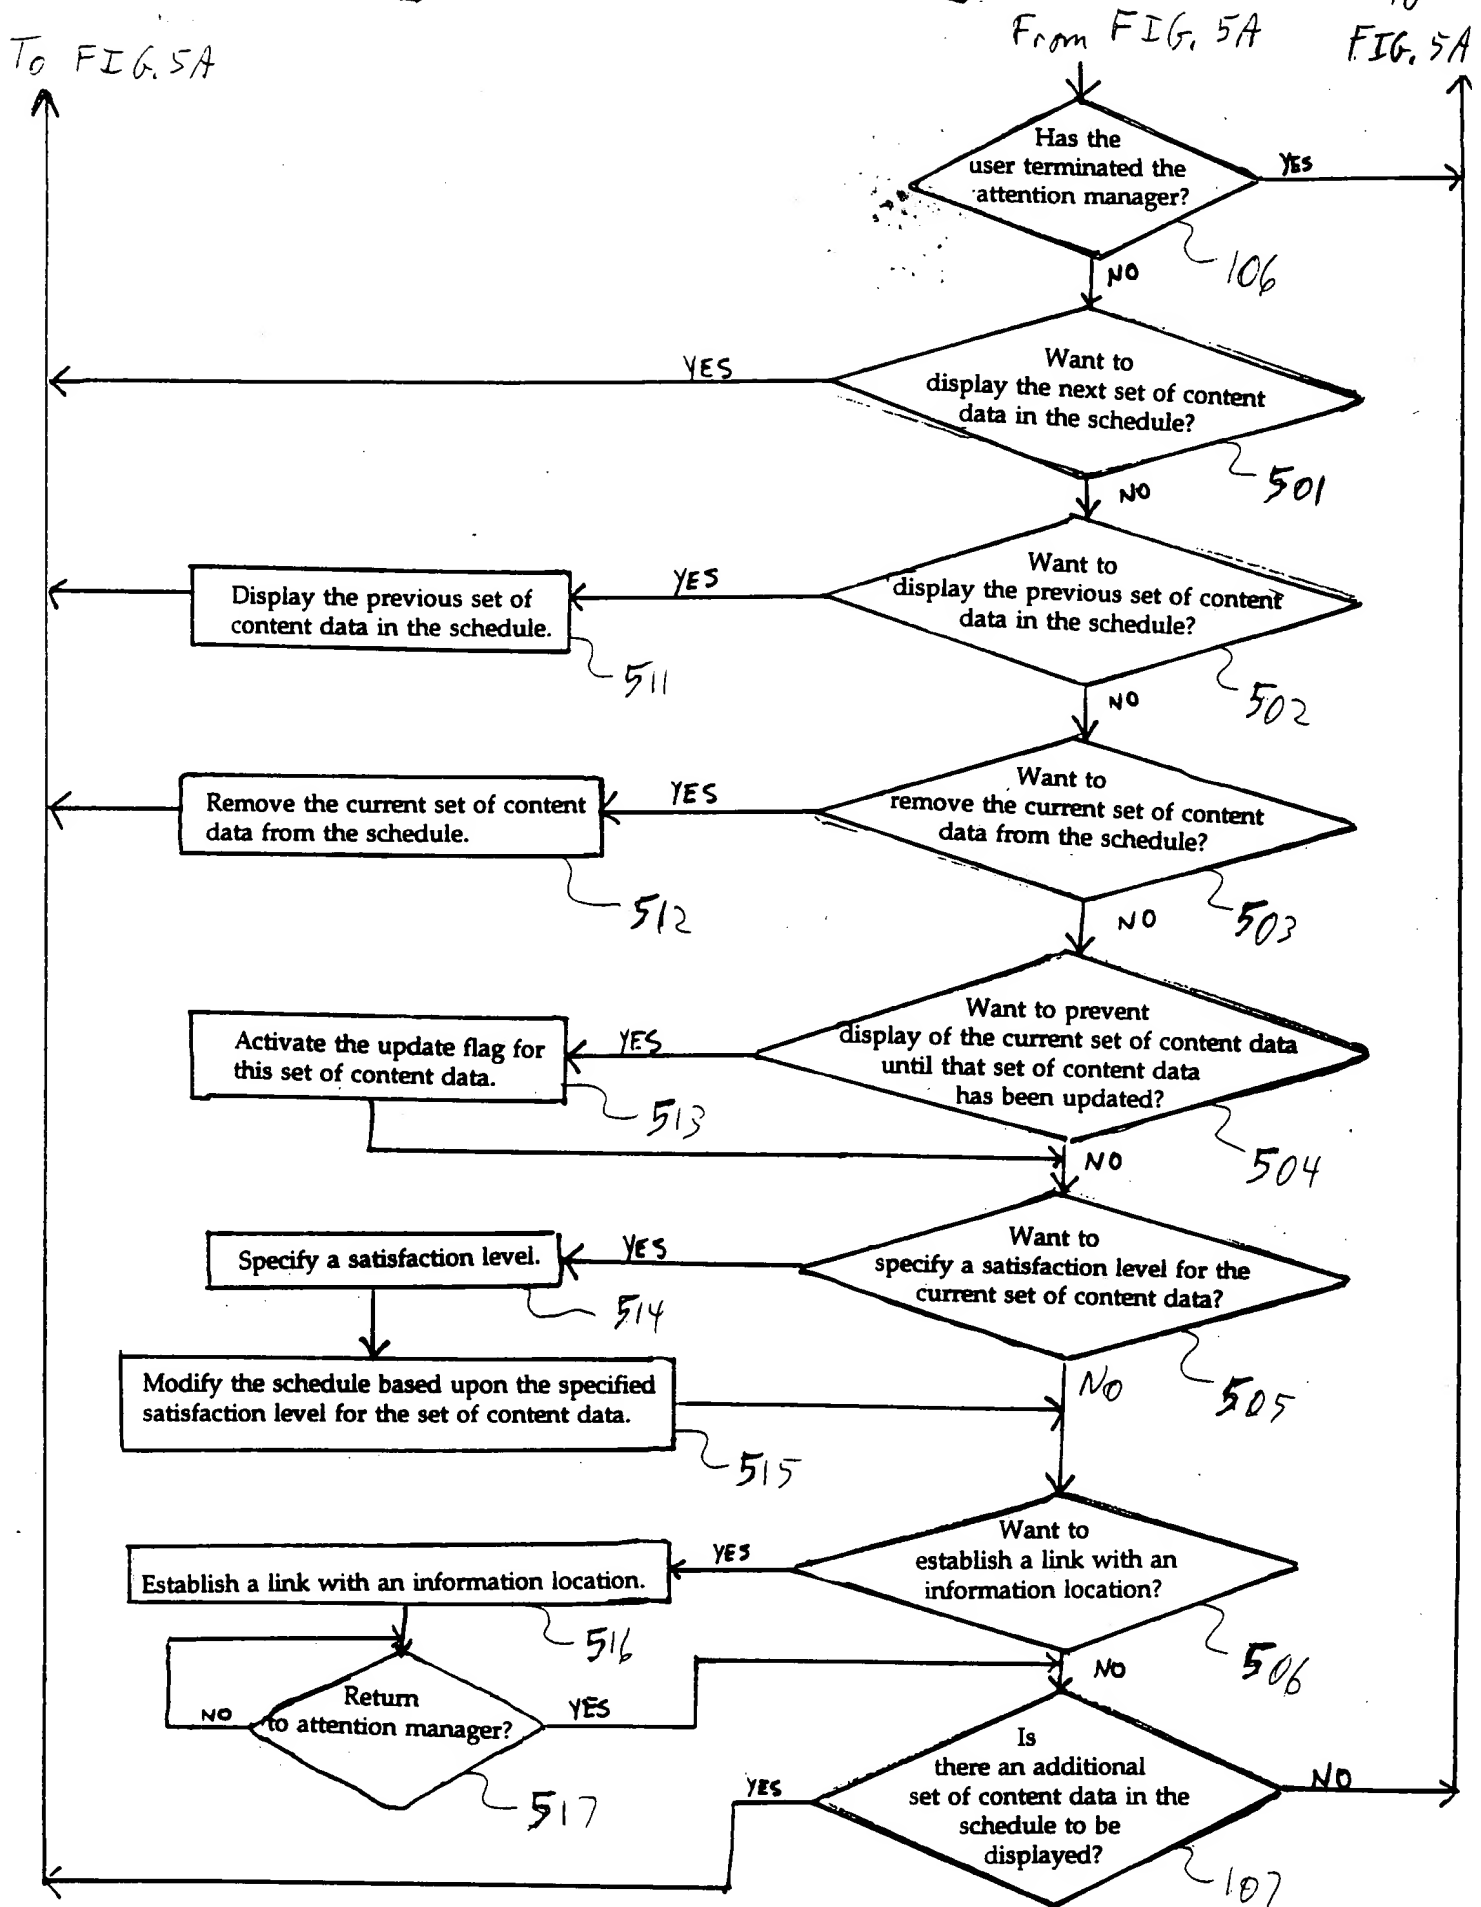 To
To FIG. 5A
From FIG. 5A
FIG. 5A
Has the
user terminated the
attention manager?
YES
106
NO
Want to
display the next set of content
data in the schedule?
YES
501
NO
Want to
display the previous set of content
data in the schedule?
YES
Display the previous set of
content data in the schedule.
511
502
NO
Want to
remove the current set of content
data from the schedule?
YES
Remove the current set of content
data from the schedule.
512
503
NO
Want to prevent
display of the current set of content data
until that set of content data
has been updated?
YES
Activate the update flag for
this set of content data.
513
504
NO
Want to
specify a satisfaction level for the
current set of content data?
YES
Specify a satisfaction level.
514
505
NO
Modify the schedule based upon the specified
satisfaction level for the set of content data.
515
Want to
establish a link with an
information location?
YES
Establish a link with an information location.
516
506
NO
Return
to attention manager?
NO
YES
517
Is
there an additional
set of content data in the
schedule to be
displayed?
YES
NO
107